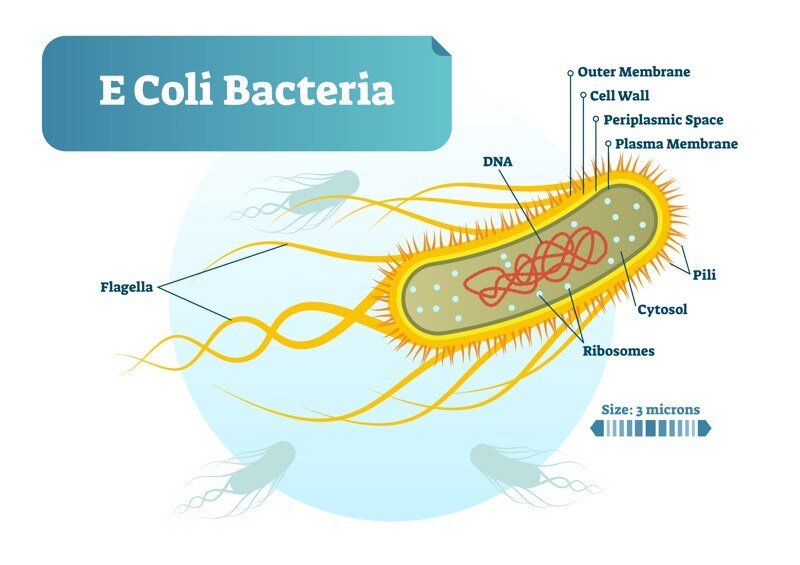 E Coli Bacteria
Outer Membrane
Cell Wall
Periplasmic Space
Plasma Membrane
DNA
Flagella
Pili
Cytosol
Ribosomes
Size: 3 microns